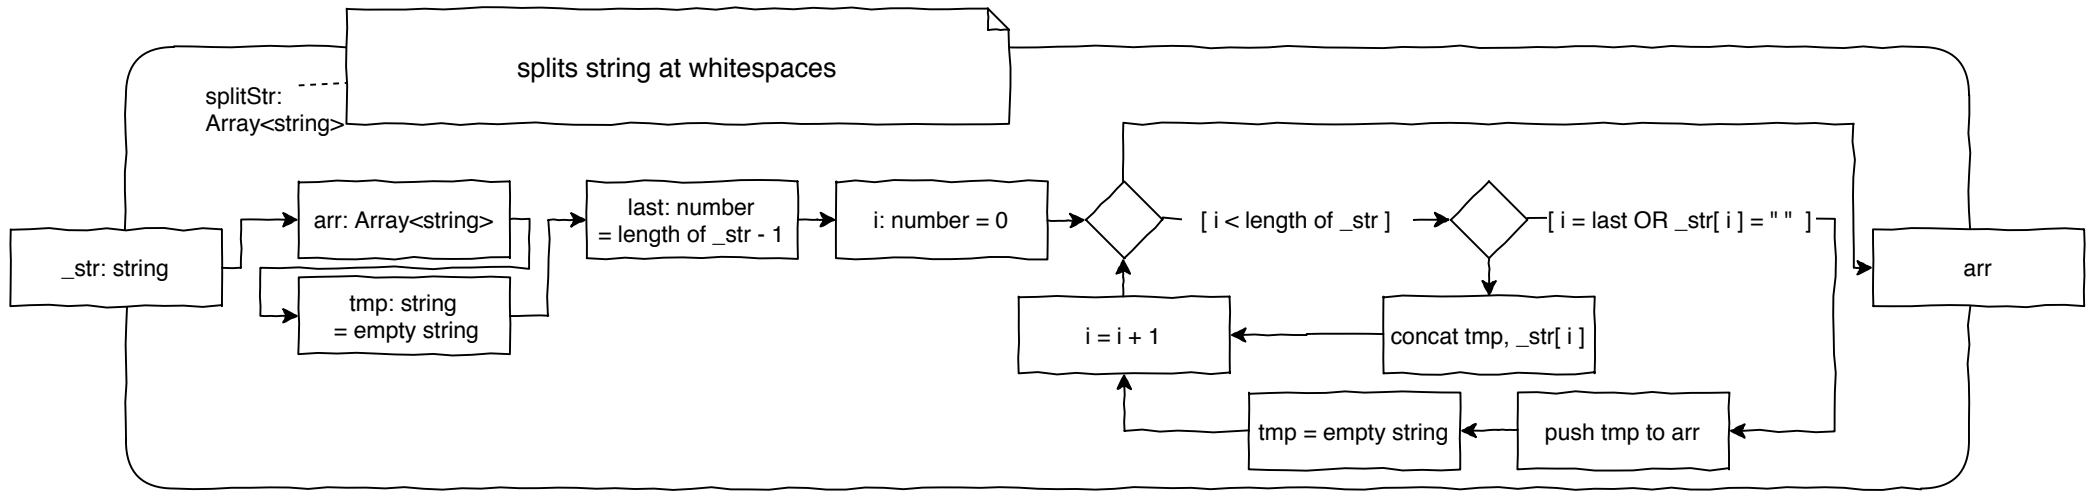 splits string at whitespaces
splitStr:
Array<string>
_str: string
arr: Array<string>
tmp: string
= empty string
last: number
= length of _str - 1
i: number = 0
[ i < length of _str ]
[ i = last OR _str[ i ] = " "  ]
arr
i = i + 1
concat tmp, _str[ i ]
tmp = empty string
push tmp to arr